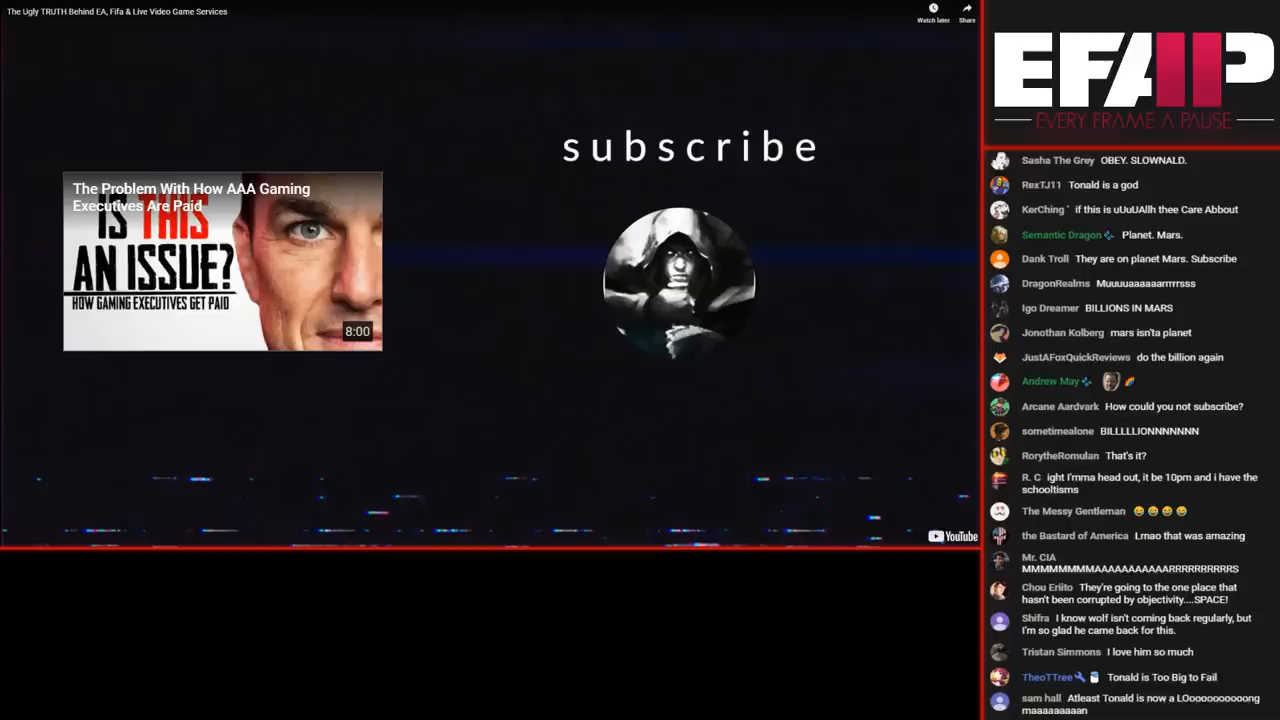 The Ugly TRUTH Behind EA, Fifa & Live Video Game Services
Watch later
Share
subscribe
The Problem With How AAA Gaming
Executives Are Paid
IS THIS
AN ISSUE?
HOW GAMING EXECUTIVES GET PAID
8:00
YouTube
EFAP
EVERY FRAME A PAUSE
Sasha The Grey OBEY. SLOWNALD.
RexTJ11 Tonald is a god
KerChing ' if this is uUuUAllh thee Care Abbout
Semantic Dragon Planet. Mars.
Dank Troll They are on planet Mars. Subscribe
DragonRealms Muuuuaaaaaarrrrrsss
Igo Dreamer BILLIONS IN MARS
Jonothan Kolberg mars isn'ta planet
JustAFoxQuickReviews do the billion again
Andrew May
Arcane Aardvark How could you not subscribe?
sometimealone BILLLLLIONNNNNNN
RorytheRomulan That's it?
R. C ight I'mma head out, it be 10pm and i have the
schooltisms
The Messy Gentleman 😅😅😅😅
the Bastard of America Lmao that was amazing
Mr. CIA
MMMMMMMMAAAAAAAAAAARRRRRRRRRRS
Chou Eriito They're going to the one place that
hasn't been corrupted by objectivity....SPACE!
Shifra I know wolf isn't coming back regularly, but
I'm so glad he came back for this.
Tristan Simmons I love him so much
TheoTTree Tonald is Too Big to Fail
sam hall Atleast Tonald is now a LOoooooooooong
maaaaaaaaan